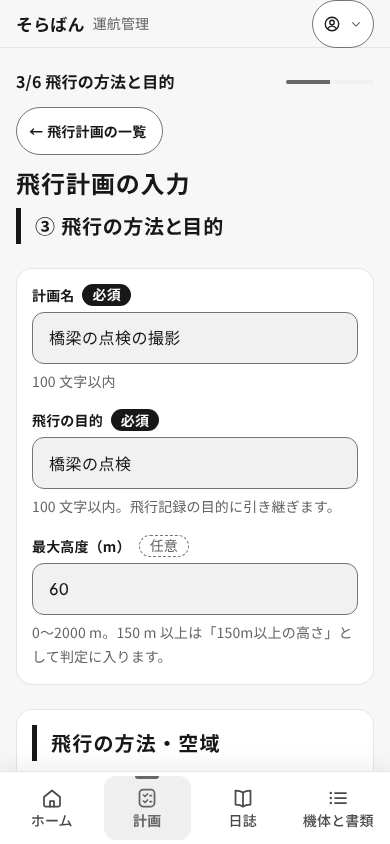 そらばん 運航管理
3/6 飛行の方法と目的
← 飛行計画の一覧
飛行計画の入力
③ 飛行の方法と目的
計画名 必須
橋梁の点検の撮影
100 文字以内
飛行の目的 必須
橋梁の点検
100 文字以内。飛行記録の目的に引き継ぎます。
最大高度（m） 任意
60
0〜2000 m。150 m 以上は「150m以上の高さ」と
して判定に入ります。
飛行の方法・空域
ホーム 計画 日誌 機体と書類